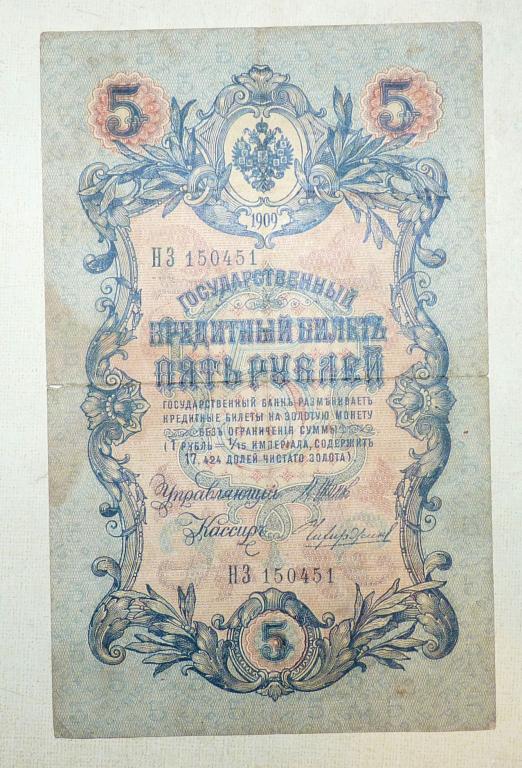 5 5
1909
НЗ 150451
ГОСУДАРСТВЕННЫЙ
КРЕДИТНЫЙ БИЛЕТЪ
ПЯТЬ РУБЛЕЙ
ГОСУДАРСТВЕННЫЙ БАНКЪ РАЗМѢНИВАЕТЪ
КРЕДИТНЫЕ БИЛЕТЫ НА ЗОЛОТУЮ МОНЕТУ
БЕЗЪ ОГРАНИЧЕНІЯ СУММЫ
(1 РУБЛЬ = 1/15 ИМПЕРІАЛА, СОДЕРЖИТЪ
17,424 ДОЛЕЙ ЧИСТАГО ЗОЛОТА)
Управляющій
Кассиръ
НЗ 150451
5